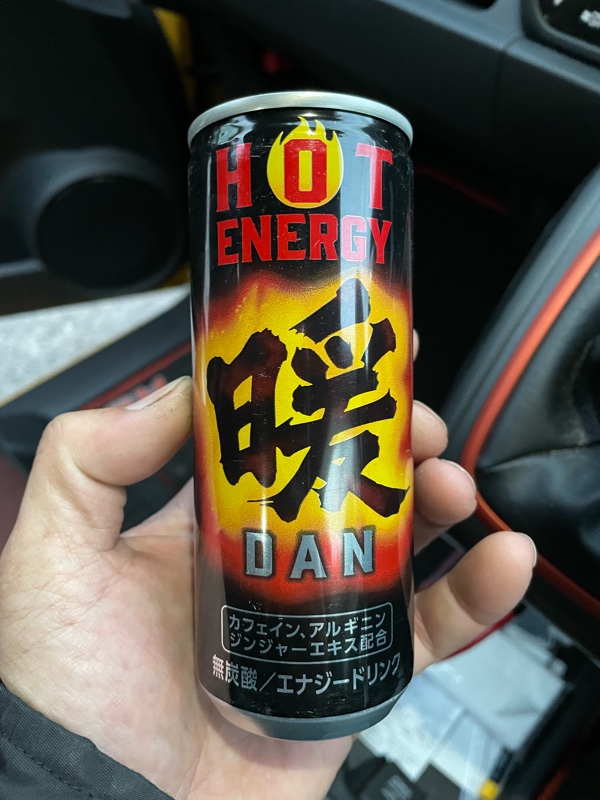 HOT
ENERGY
暖
DAN
カフェイン、アルギニン
ジンジャーエキス配合
無炭酸／エナジードリンク